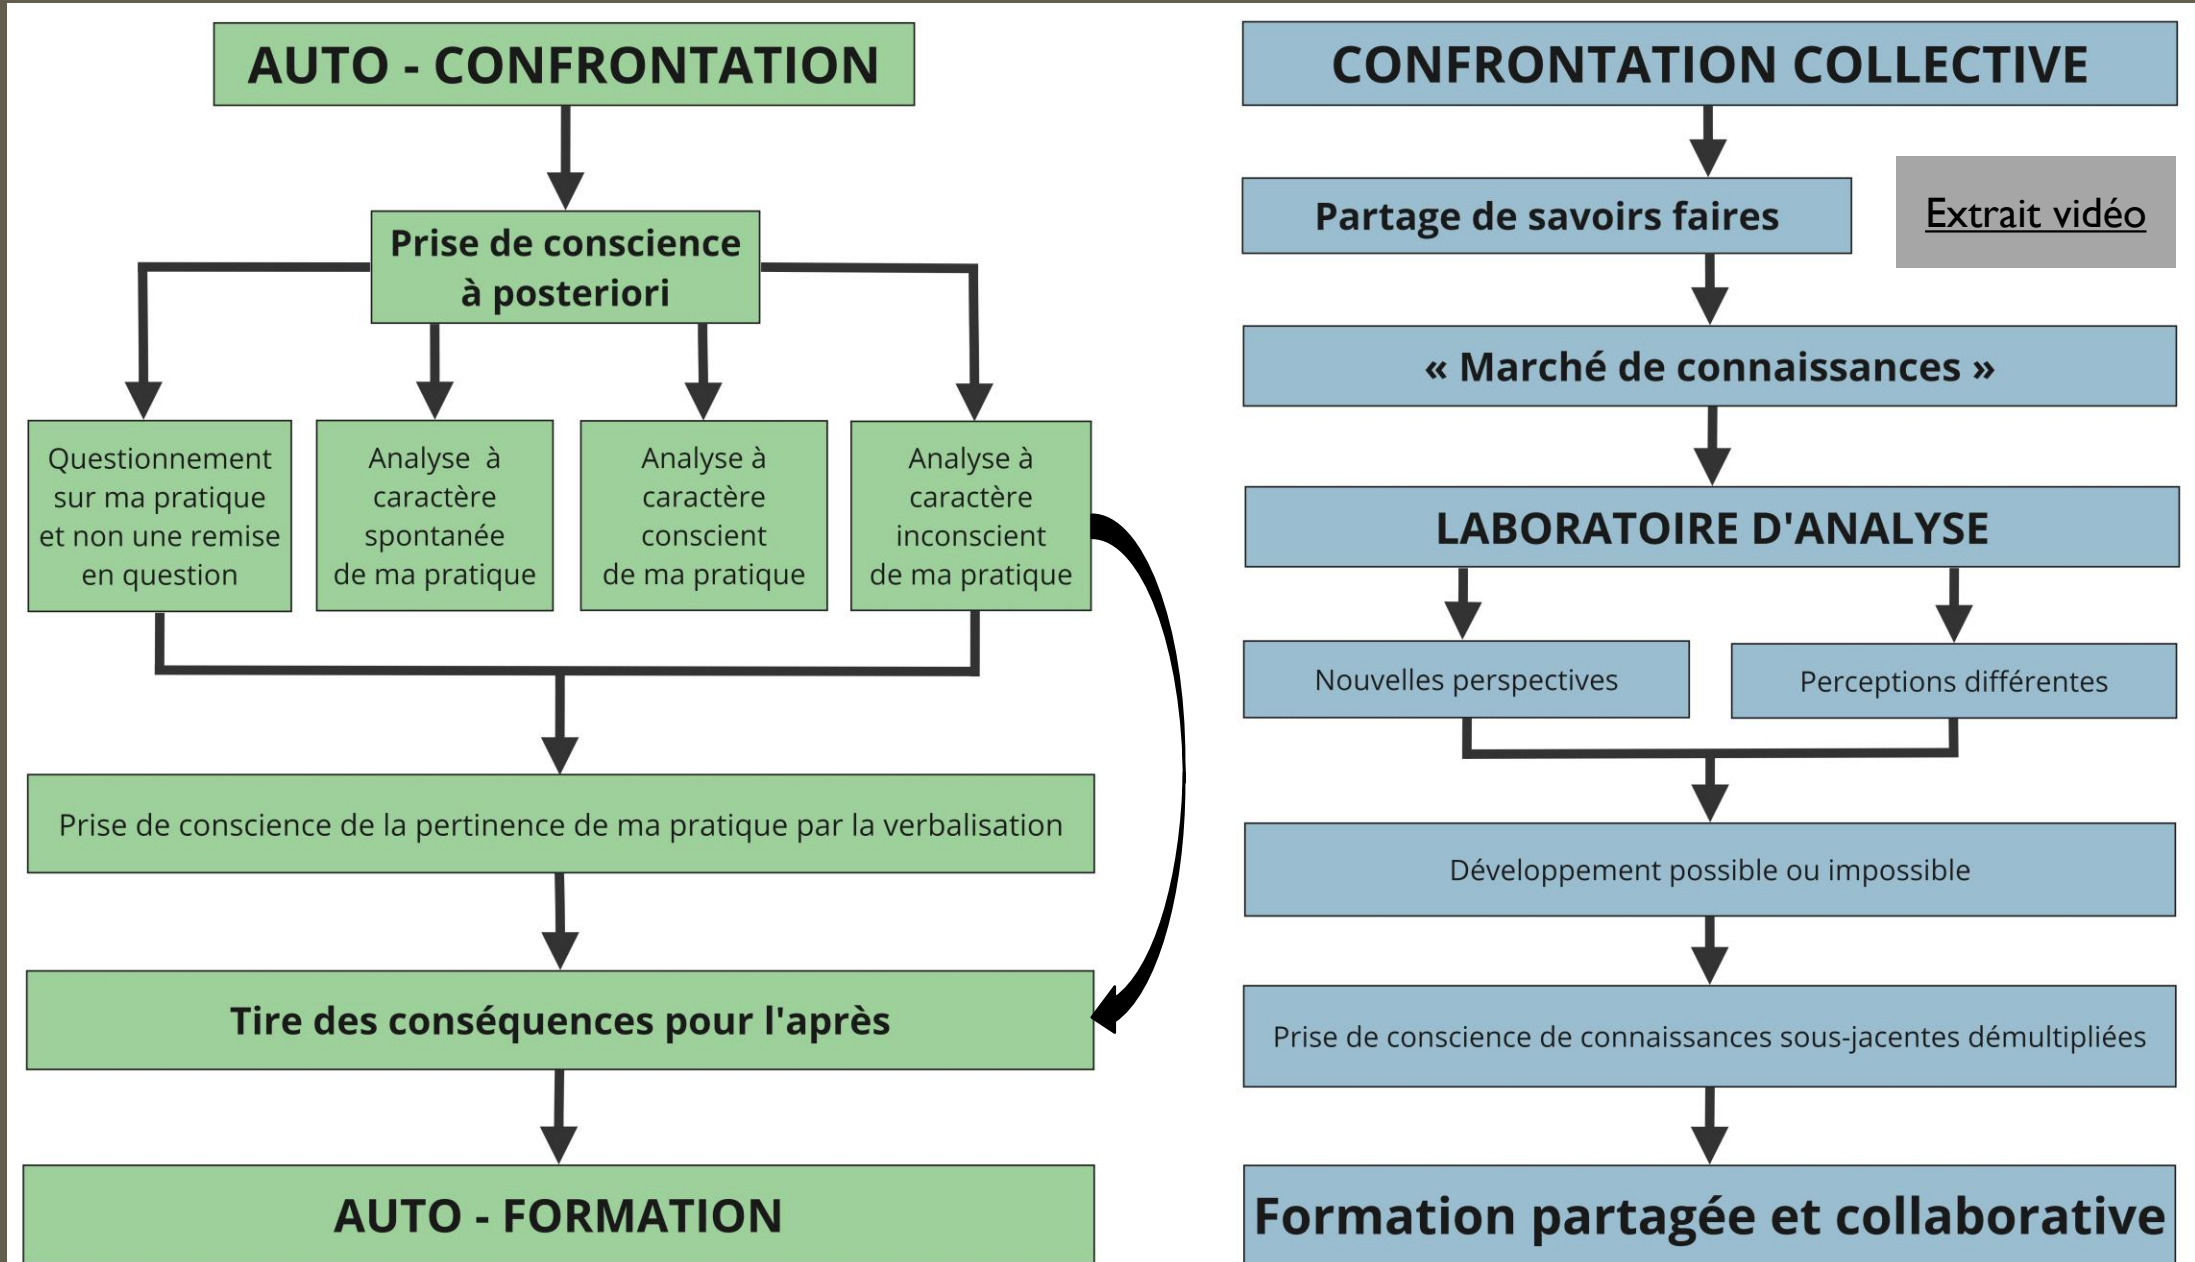 AUTO - CONFRONTATION
Prise de conscience
à posteriori
Questionnement
sur ma pratique
et non une remise
en question
Analyse à
caractère
spontanée
de ma pratique
Analyse à
caractère
conscient
de ma pratique
Analyse à
caractère
inconscient
de ma pratique
Prise de conscience de la pertinence de ma pratique par la verbalisation
Tire des conséquences pour l'après
AUTO - FORMATION
CONFRONTATION COLLECTIVE
Partage de savoirs faires
Extrait vidéo
« Marché de connaissances »
LABORATOIRE D'ANALYSE
Nouvelles perspectives
Perceptions différentes
Développement possible ou impossible
Prise de conscience de connaissances sous-jacentes démultipliées
Formation partagée et collaborative